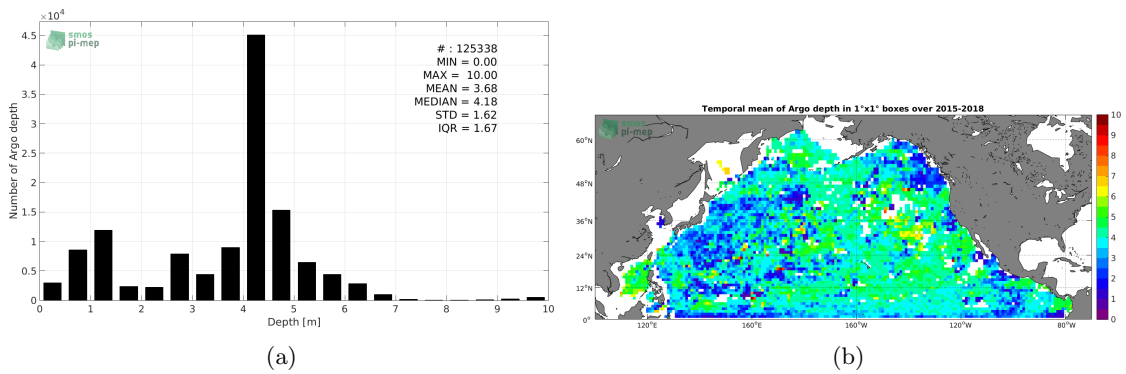 ×10⁴
smos
pi-mep
# : 125338
MIN = 0.00
MAX = 10.00
MEAN = 3.68
MEDIAN = 4.18
STD = 1.62
IQR = 1.67
Number of Argo depth
4.5
4
3.5
3
2.5
2
1.5
1
0.5
0
0 1 2 3 4 5 6 7 8 9 10
Depth [m]
(a)
Temporal mean of Argo depth in 1°x1° boxes over 2015-2018
smos
pi-mep
60°N
48°N
36°N
24°N
12°N
0°
120°E 160°E 160°W 120°W 80°W
10
9
8
7
6
5
4
3
2
1
0
(b)